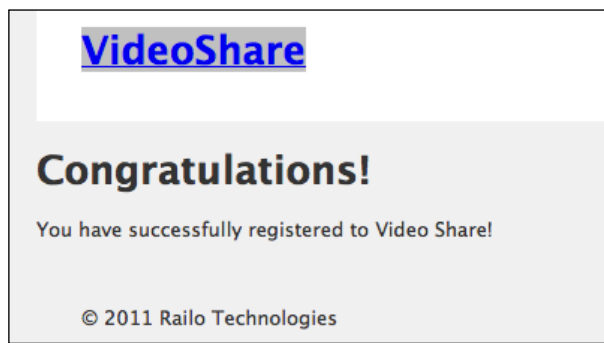 VideoShare
Congratulations!
You have successfully registered to Video Share!
© 2011 Railo Technologies